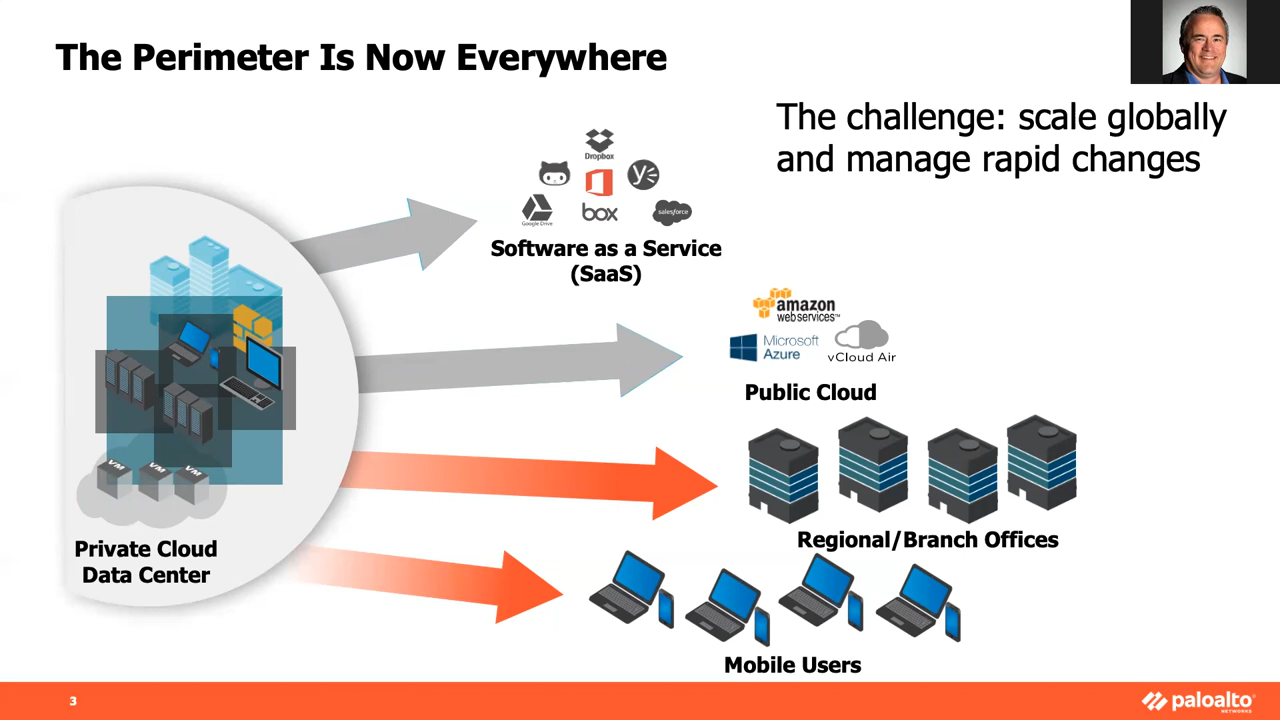 The Perimeter Is Now Everywhere
The challenge: scale globally
and manage rapid changes
Dropbox
Google Drive
box
salesforce
Software as a Service
(SaaS)
amazon
web services™
Microsoft
Azure
vCloud Air
Public Cloud
VM
VM
VM
Private Cloud
Data Center
Regional/Branch Offices
Mobile Users
3
paloalto
NETWORKS